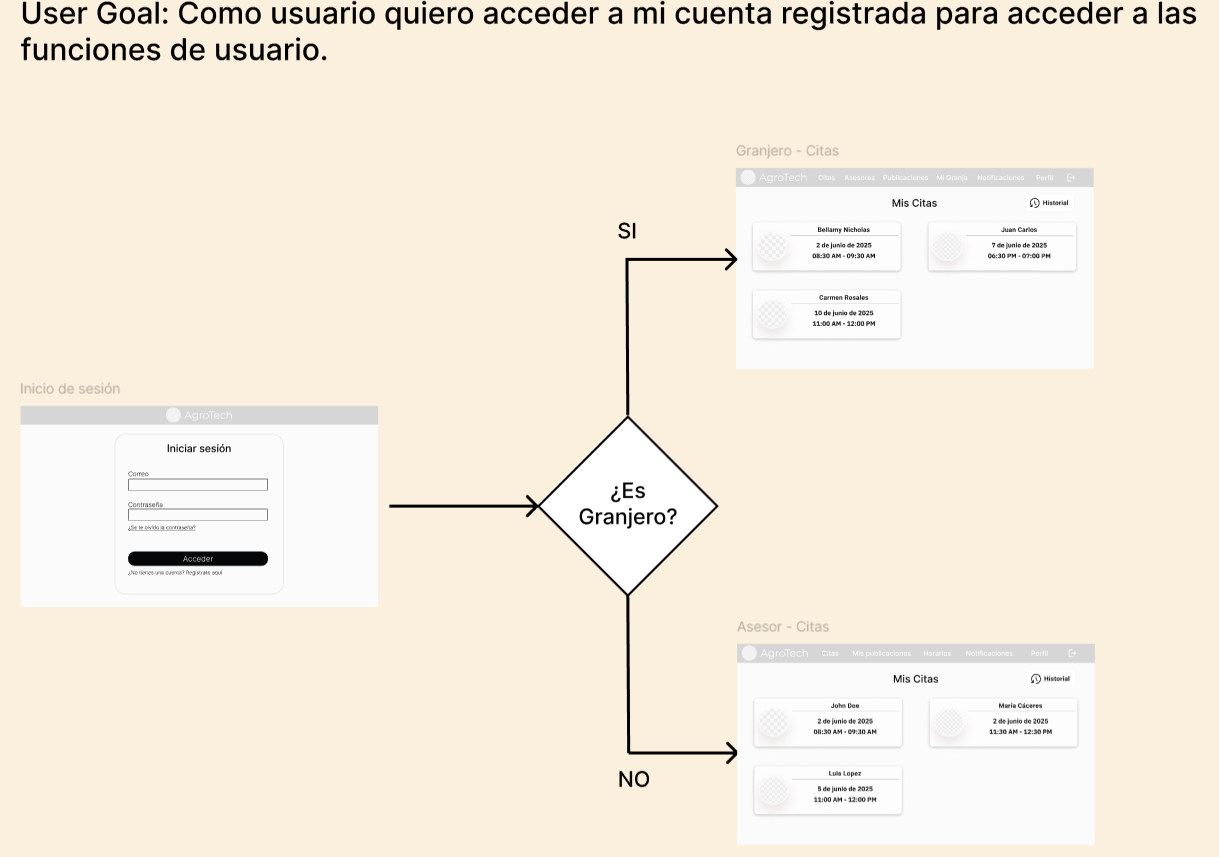 User Goal: Como usuario quiero acceder a mi cuenta registrada para acceder a las
funciones de usuario.
Granjero - Citas
AgroTech Citas Asesores Publicaciones Mi Granja Notificaciones Perfil
Mis Citas
Historial
Bellamy Nicholas
2 de junio de 2025
08:30 AM - 09:30 AM
Juan Carlos
7 de junio de 2025
06:30 PM - 07:00 PM
Carmen Rosales
10 de junio de 2025
11:00 AM - 12:00 PM
SI
Inicio de sesión
AgroTech
Iniciar sesión
Correo
Contraseña
¿Se te olvido la contraseña?
Acceder
¿No tienes una cuenta? Registrate aquí
¿Es
Granjero?
NO
Asesor - Citas
AgroTech Citas Mis publicaciones Horarios Notificaciones Perfil
Mis Citas
Historial
John Doe
2 de junio de 2025
08:30 AM - 09:30 AM
María Cáceres
2 de junio de 2025
11:30 AM - 12:30 PM
Luis Lopez
5 de junio de 2025
11:00 AM - 12:00 PM